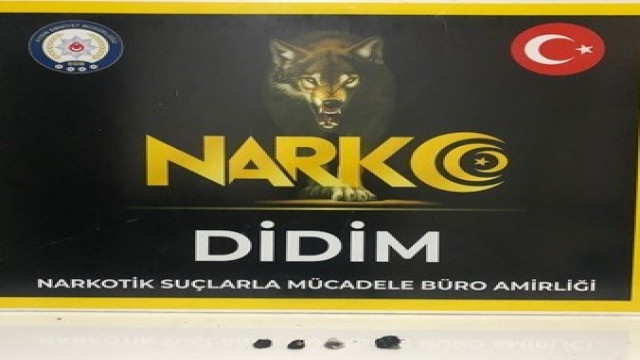 NARKO
DİDİM
NARKOTİK SUÇLARLA MÜCADELE BÜRO AMİRLİĞİ